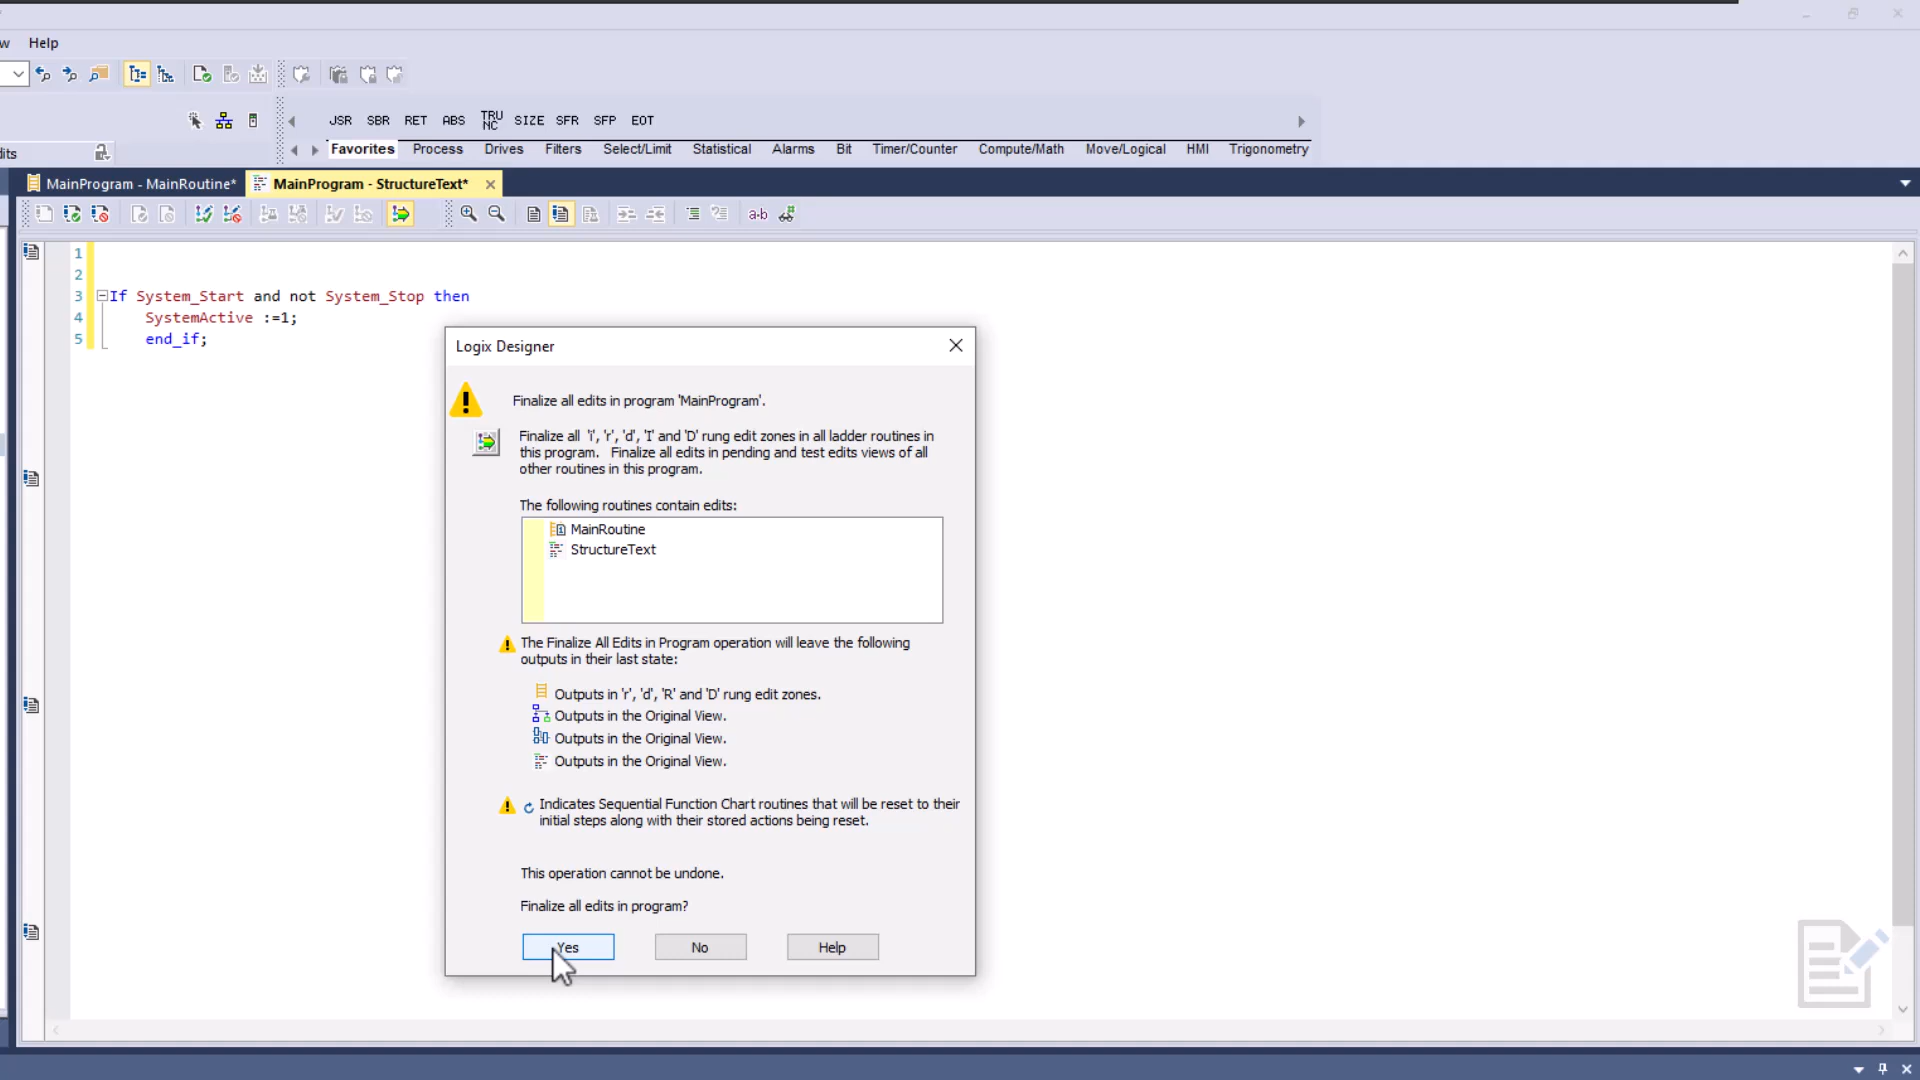 w Help
JSR SBR RET ABS TRUNC SIZE SFR SFP EOT
dits
Favorites Process Drives Filters Select/Limit Statistical Alarms Bit Timer/Counter Compute/Math Move/Logical HMI Trigonometry
MainProgram - MainRoutine* MainProgram - StructureText*
a-b
1
2
3 If System_Start and not System_Stop then
4 SystemActive :=1;
5 end_if;
Logix Designer
Finalize all edits in program 'MainProgram'.
Finalize all 'i', 'r', 'd', 'I' and 'D' rung edit zones in all ladder routines in
this program. Finalize all edits in pending and test edits views of all
other routines in this program.
The following routines contain edits:
MainRoutine
StructureText
The Finalize All Edits in Program operation will leave the following
outputs in their last state:
Outputs in 'r', 'd', 'R' and 'D' rung edit zones.
Outputs in the Original View.
Outputs in the Original View.
Outputs in the Original View.
Indicates Sequential Function Chart routines that will be reset to their
initial steps along with their stored actions being reset.
This operation cannot be undone.
Finalize all edits in program?
Yes No Help